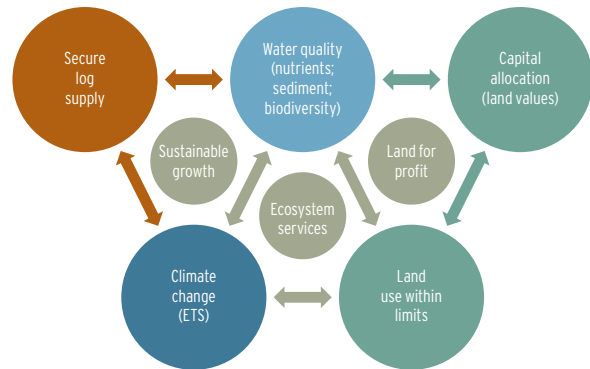 Secure
log
supply
Water quality
(nutrients;
sediment;
biodiversity)
Capital
allocation
(land values)
Sustainable
growth
Land for
profit
Ecosystem
services
Climate
change
(ETS)
Land
use within
limits